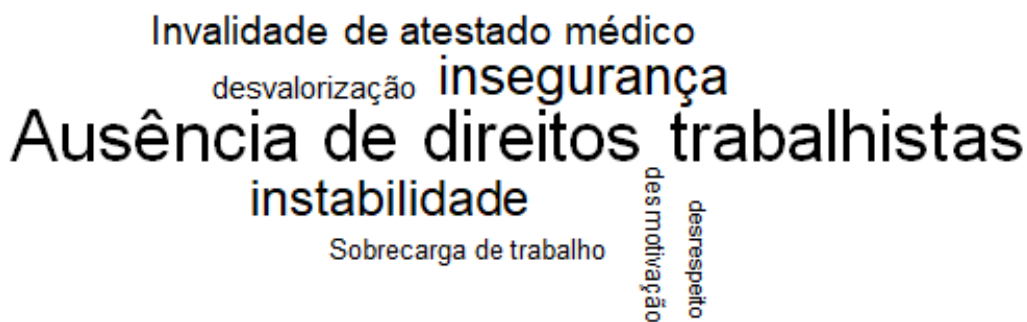 Invalidade de atestado médico
desvalorização insegurança
Ausência de direitos trabalhistas
instabilidade
Sobrecarga de trabalho
desmotivação
desrespeito